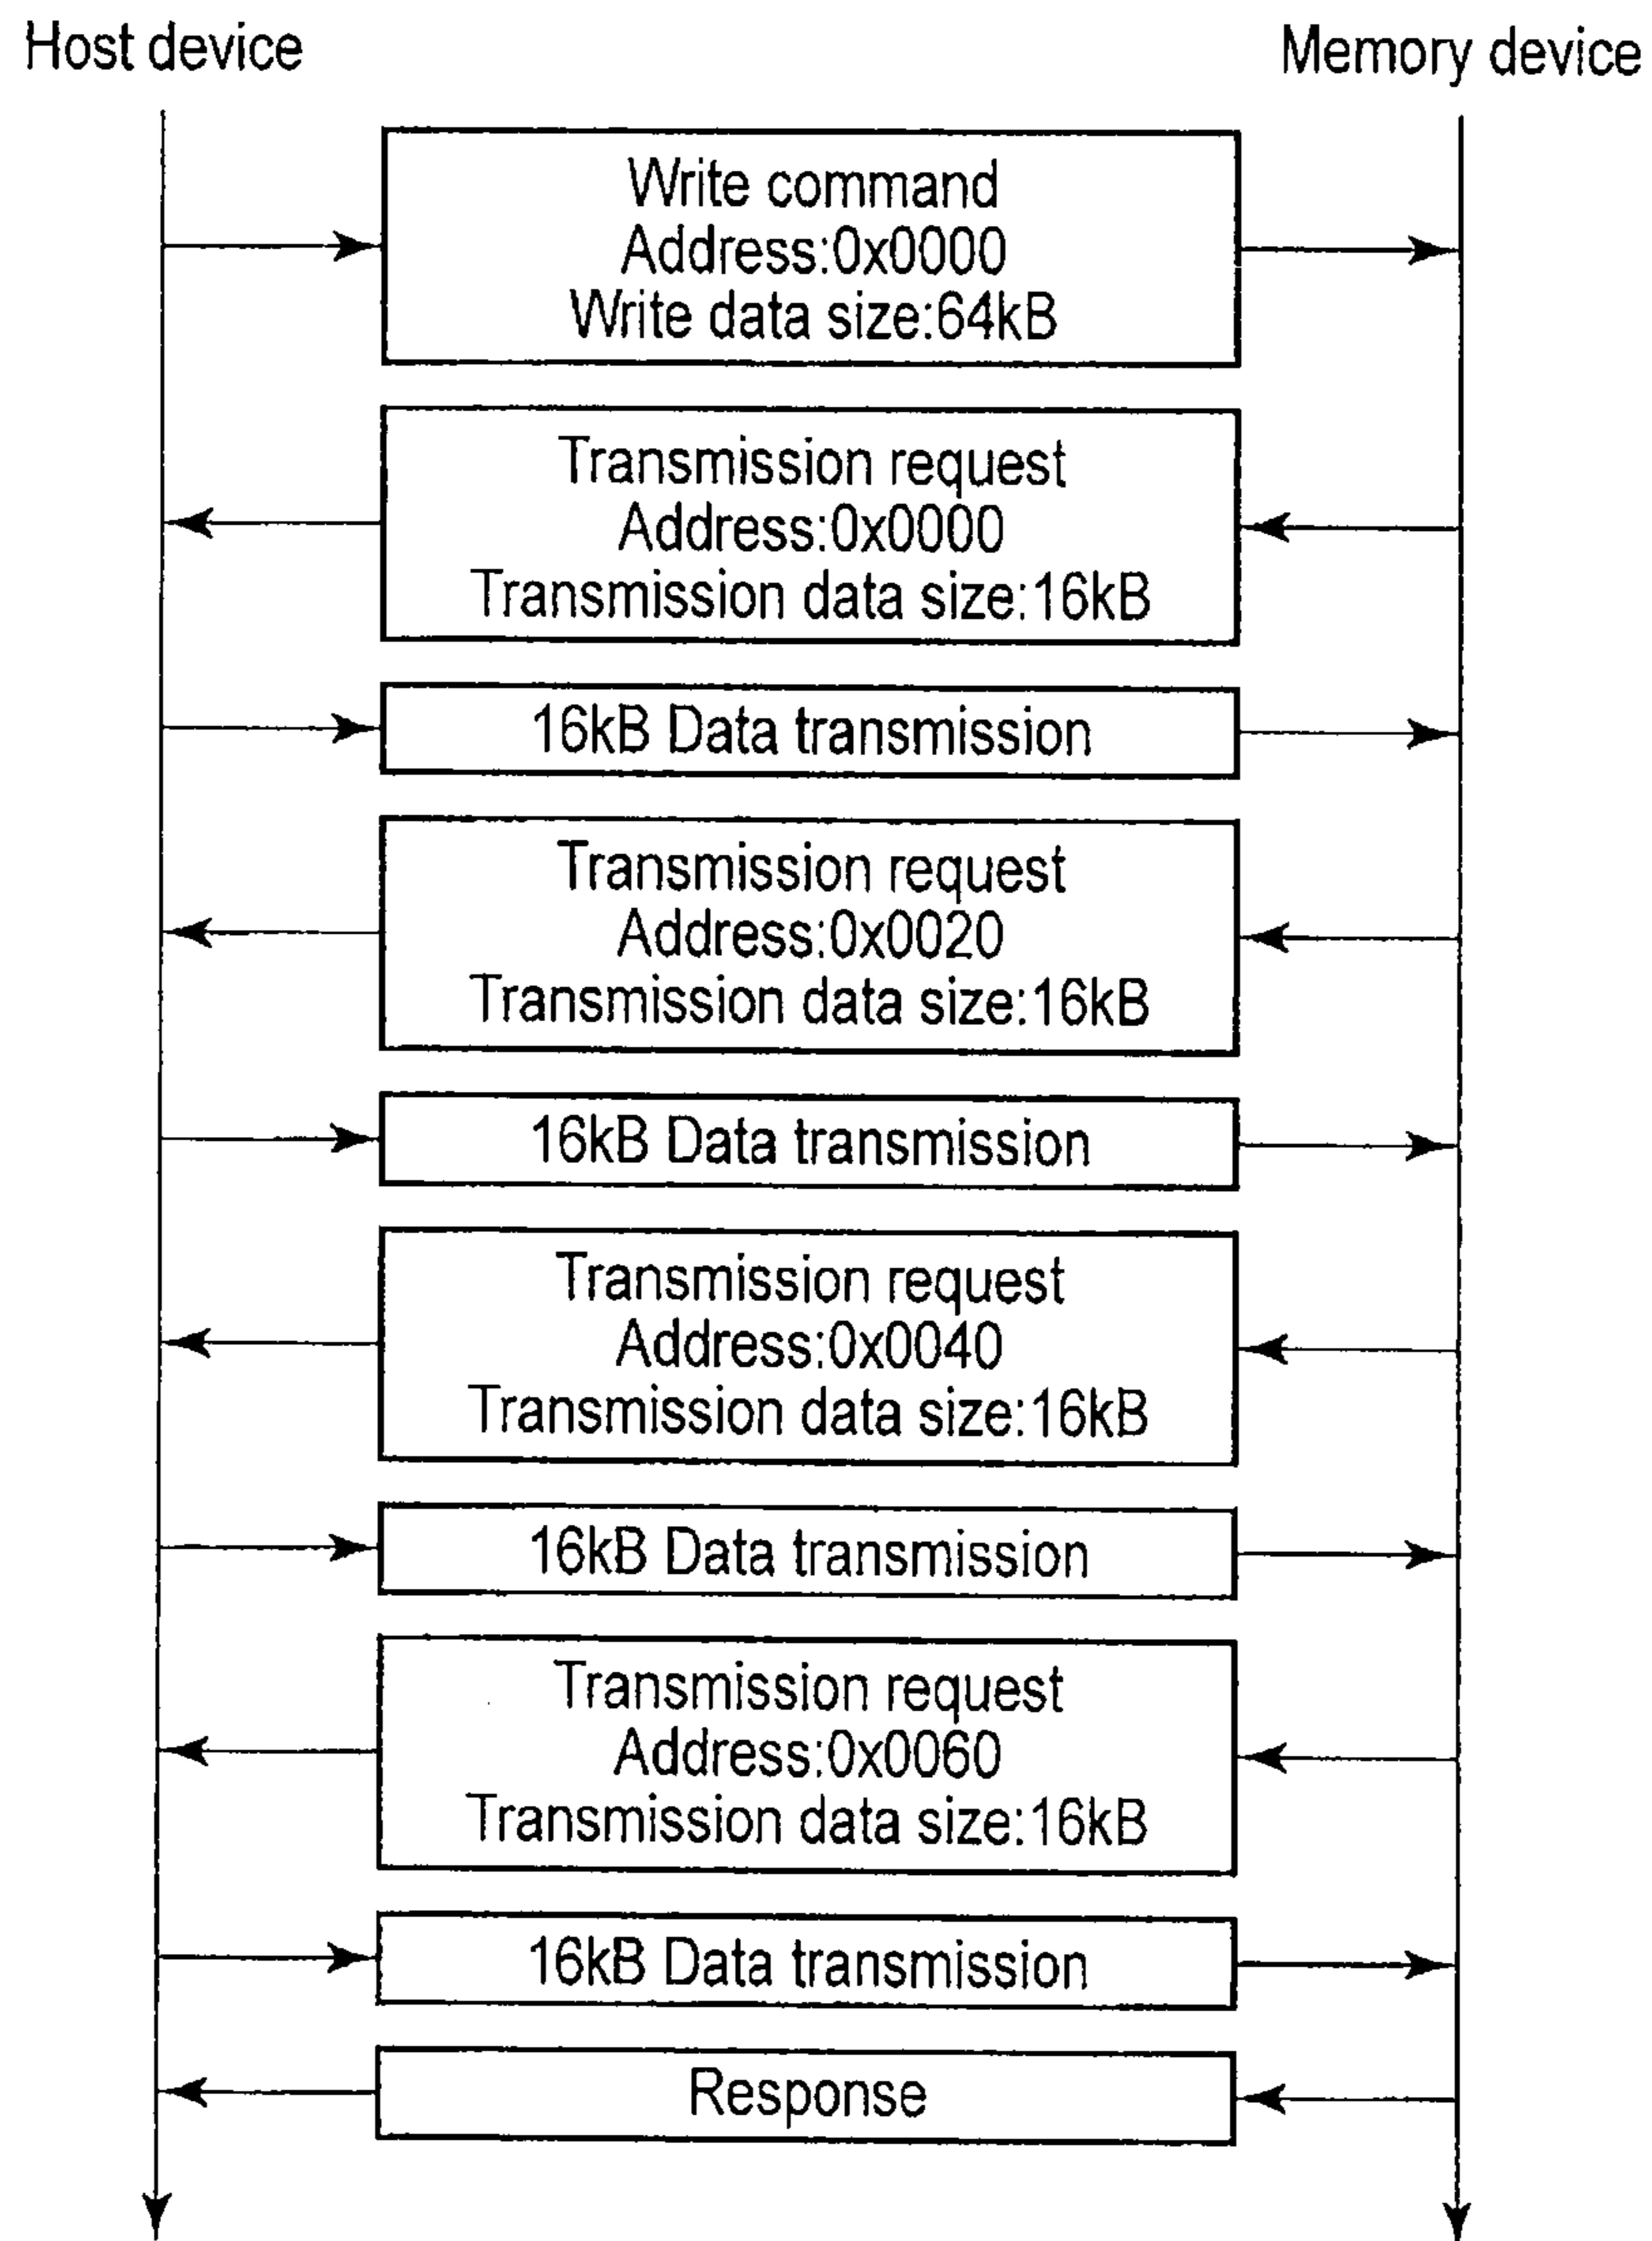 Host device
Memory device
Write command
Address:0x0000
Write data size:64kB
Transmission request
Address:0x0000
Transmission data size:16kB
16kB Data transmission
Transmission request
Address:0x0020
Transmission data size:16kB
16kB Data transmission
Transmission request
Address:0x0040
Transmission data size:16kB
16kB Data transmission
Transmission request
Address:0x0060
Transmission data size:16kB
16kB Data transmission
Response